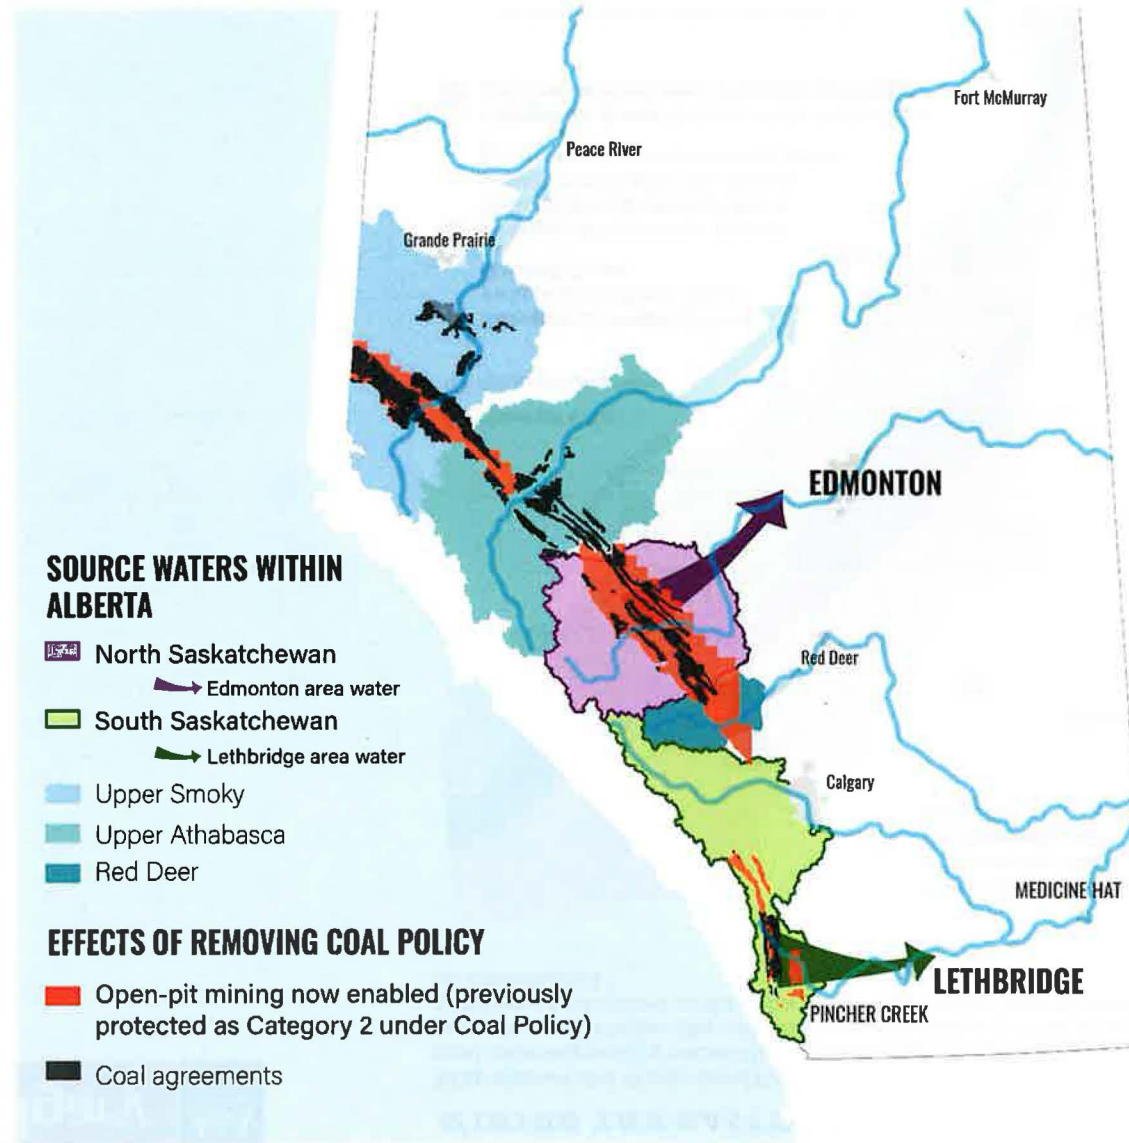 Fort McMurray
Peace River
Grande Prairie
EDMONTON
SOURCE WATERS WITHIN
ALBERTA
North Saskatchewan
Edmonton area water
South Saskatchewan
Lethbridge area water
Upper Smoky
Upper Athabasca
Red Deer
Red Deer
Calgary
MEDICINE HAT
LETHBRIDGE
PINCHER CREEK
EFFECTS OF REMOVING COAL POLICY
Open-pit mining now enabled (previously
protected as Category 2 under Coal Policy)
Coal agreements